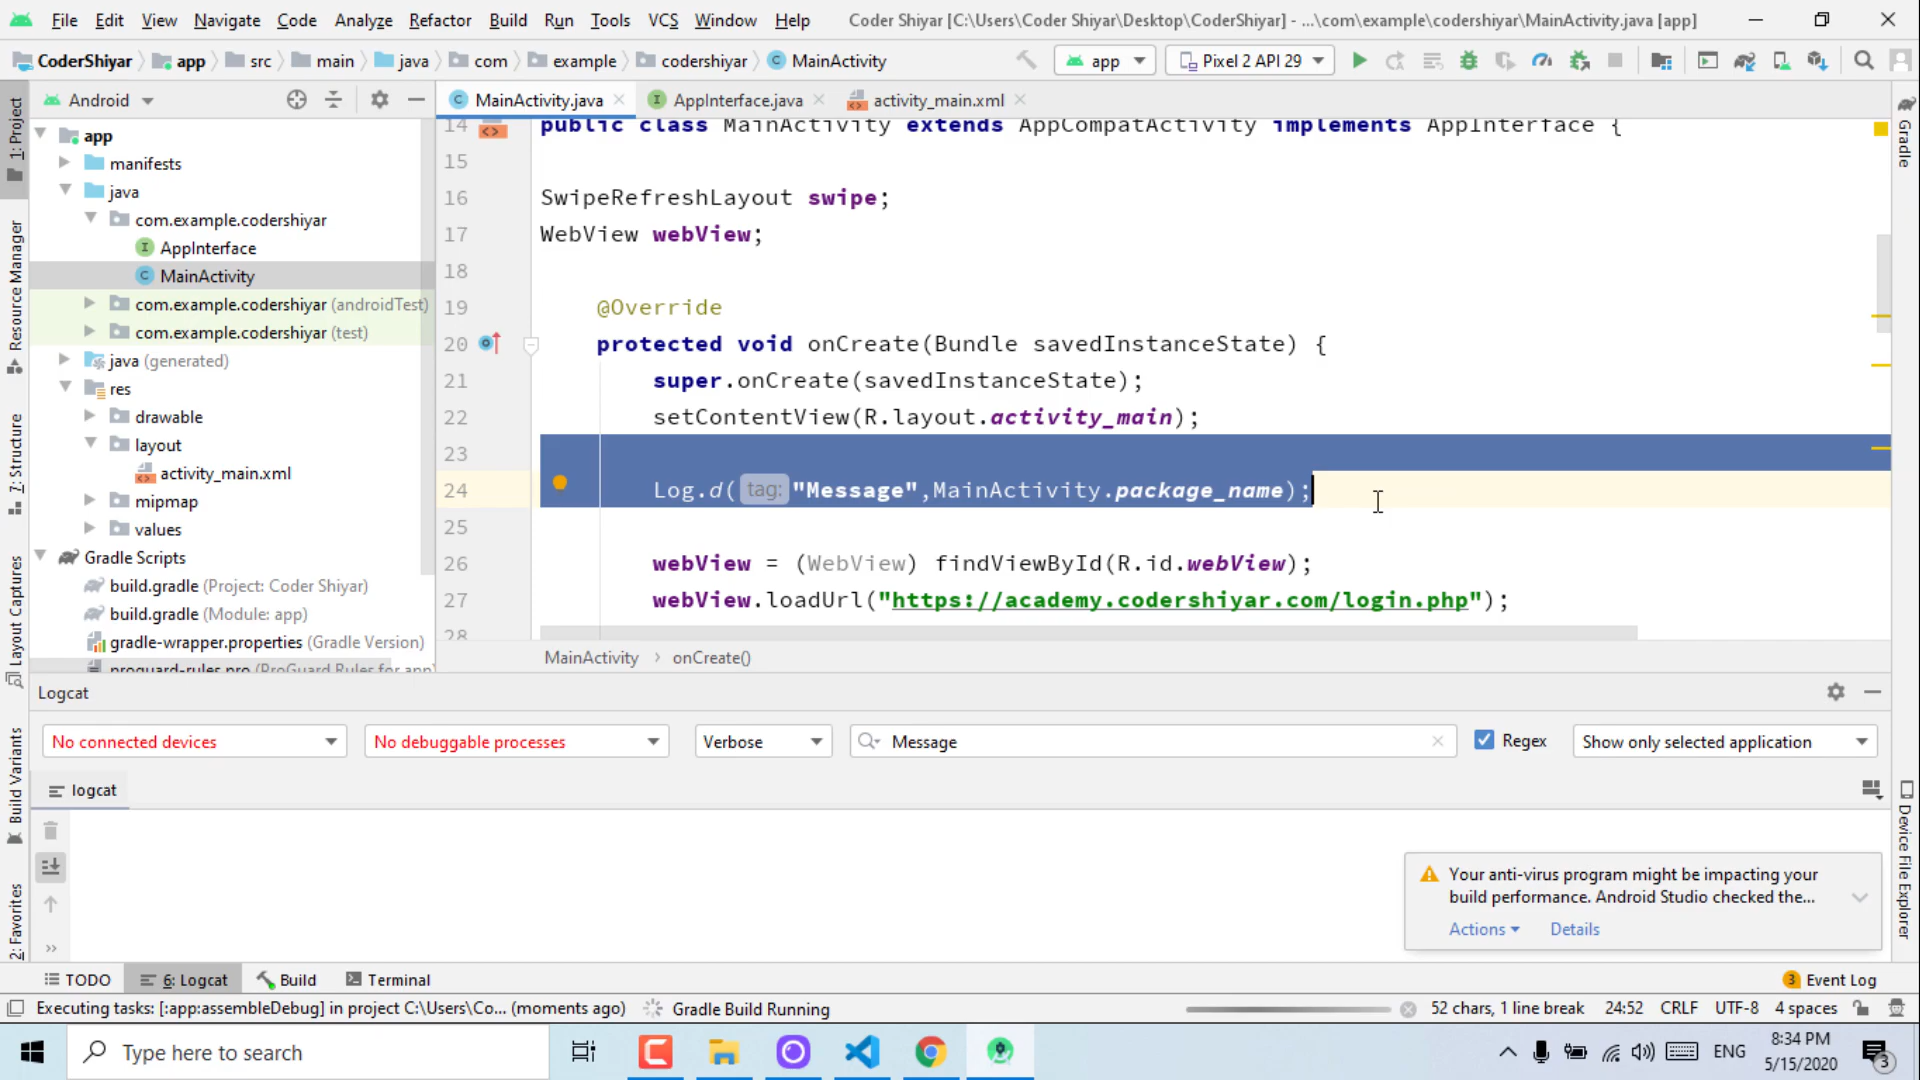 File Edit View Navigate Code Analyze Refactor Build Run Tools VCS Window Help Coder Shiyar [C:\Users\Coder Shiyar\Desktop\CoderShiyar] - ...\com\example\codershiyar\MainActivity.java [app]
CoderShiyar app src main java com example codershiyar MainActivity app Pixel 2 API 29
Android
MainActivity.java AppInterface.java activity_main.xml
1: Project
Resource Manager
7: Structure
Layout Captures
Build Variants
2: Favorites
app
manifests
java
com.example.codershiyar
AppInterface
MainActivity
com.example.codershiyar (androidTest)
com.example.codershiyar (test)
java (generated)
res
drawable
layout
activity_main.xml
mipmap
values
Gradle Scripts
build.gradle (Project: Coder Shiyar)
build.gradle (Module: app)
gradle-wrapper.properties (Gradle Version)
proguard-rules.pro (ProGuard Rules for app)
14 public class MainActivity extends AppCompatActivity implements AppInterface {
15
16 SwipeRefreshLayout swipe;
17 WebView webView;
18
19 @Override
20 protected void onCreate(Bundle savedInstanceState) {
21 super.onCreate(savedInstanceState);
22 setContentView(R.layout.activity_main);
23
24 Log.d( tag: "Message",MainActivity.package_name);
25
26 webView = (WebView) findViewById(R.id.webView);
27 webView.loadUrl("https://academy.codershiyar.com/login.php");
28
MainActivity onCreate()
Gradle
Device File Explorer
Logcat
No connected devices No debuggable processes Verbose Message Regex Show only selected application
logcat
Your anti-virus program might be impacting your
build performance. Android Studio checked the...
Actions Details
TODO 6: Logcat Build Terminal 3 Event Log
Executing tasks: [:app:assembleDebug] in project C:\Users\Co... (moments ago) Gradle Build Running 52 chars, 1 line break 24:52 CRLF UTF-8 4 spaces
Type here to search
ENG
8:34 PM
5/15/2020
3